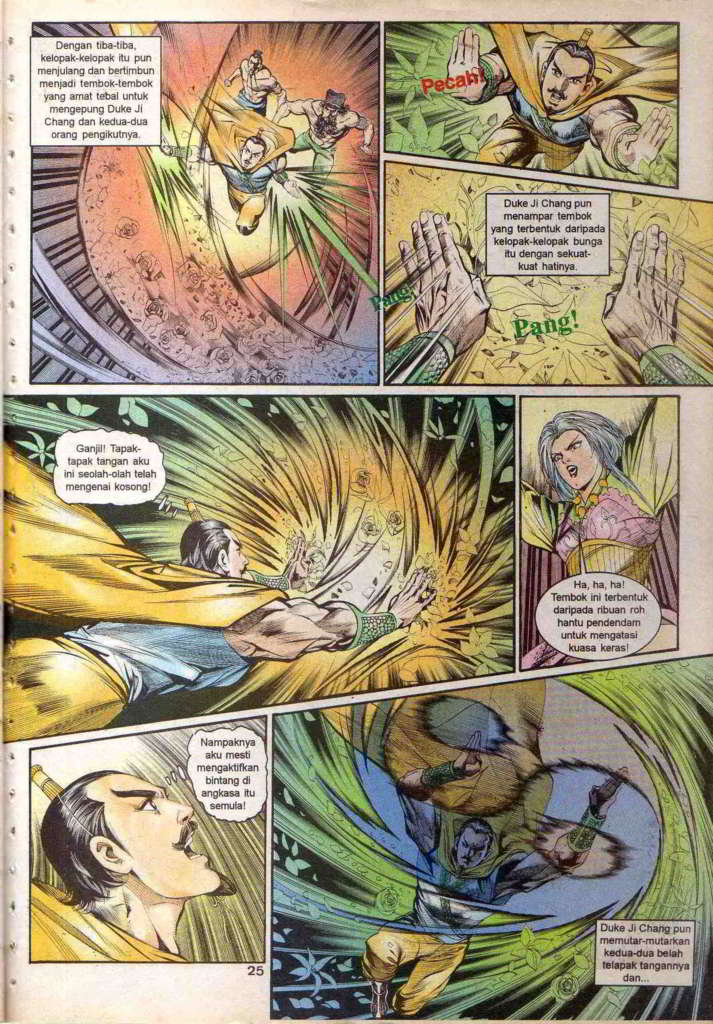 Dengan tiba-tiba,
kelopak-kelopak itu pun
menjulang dan bertimbun
menjadi tembok-tembok
yang amat tebal untuk
mengepung Duke Ji
Chang dan kedua-dua
orang pengikutnya.
Pecah!
Duke Ji Chang pun
menampar tembok
yang terbentuk daripada
kelopak-kelopak bunga
itu dengan sekuat-
kuat hatinya.
Pang!
Pang!
Ganjil! Tapak-
tapak tangan aku
ini seolah-olah telah
mengenai kosong!
Ha, ha, ha!
Tembok ini terbentuk
daripada ribuan roh
hantu pendendam
untuk mengatasi
kuasa keras!
Nampaknya
aku mesti
mengaktifkan
bintang di
angkasa itu
semula!
Duke Ji Chang pun
memutar-mutarkan
kedua-dua belah
telapak tangannya
dan...
25